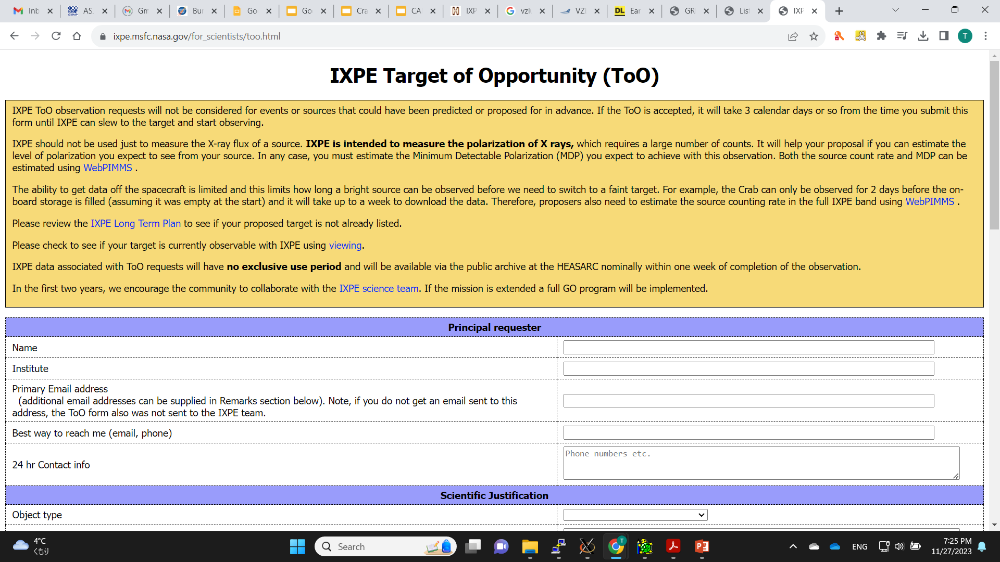 Inb
AS.
Gm
Bur
Go
Go
Cra
CA
IXP
vzl
VZI
Ear
GR
Lis
IXP
ixpe.msfc.nasa.gov/for_scientists/too.html
T
IXPE Target of Opportunity (ToO)
IXPE ToO observation requests will not be considered for events or sources that could have been predicted or proposed for in advance. If the ToO is accepted, it will take 3 calendar days or so from the time you submit this
form until IXPE can slew to the target and start observing.
IXPE should not be used just to measure the X-ray flux of a source. IXPE is intended to measure the polarization of X rays, which requires a large number of counts. It will help your proposal if you can estimate the
level of polarization you expect to see from your source. In any case, you must estimate the Minimum Detectable Polarization (MDP) you expect to achieve with this observation. Both the source count rate and MDP can be
estimated using WebPIMMS .
The ability to get data off the spacecraft is limited and this limits how long a bright source can be observed before we need to switch to a faint target. For example, the Crab can only be observed for 2 days before the on-
board storage is filled (assuming it was empty at the start) and it will take up to a week to download the data. Therefore, proposers also need to estimate the source counting rate in the full IXPE band using WebPIMMS .
Please review the IXPE Long Term Plan to see if your proposed target is not already listed.
Please check to see if your target is currently observable with IXPE using viewing.
IXPE data associated with ToO requests will have no exclusive use period and will be available via the public archive at the HEASARC nominally within one week of completion of the observation.
In the first two years, we encourage the community to collaborate with the IXPE science team. If the mission is extended a full GO program will be implemented.
Principal requester
Name
Institute
Primary Email address
(additional email addresses can be supplied in Remarks section below). Note, if you do not get an email sent to this
address, the ToO form also was not sent to the IXPE team.
Best way to reach me (email, phone)
24 hr Contact info
Phone numbers etc.
Scientific Justification
Object type
4°C
くもり
Search
T
ENG
7:25 PM
11/27/2023